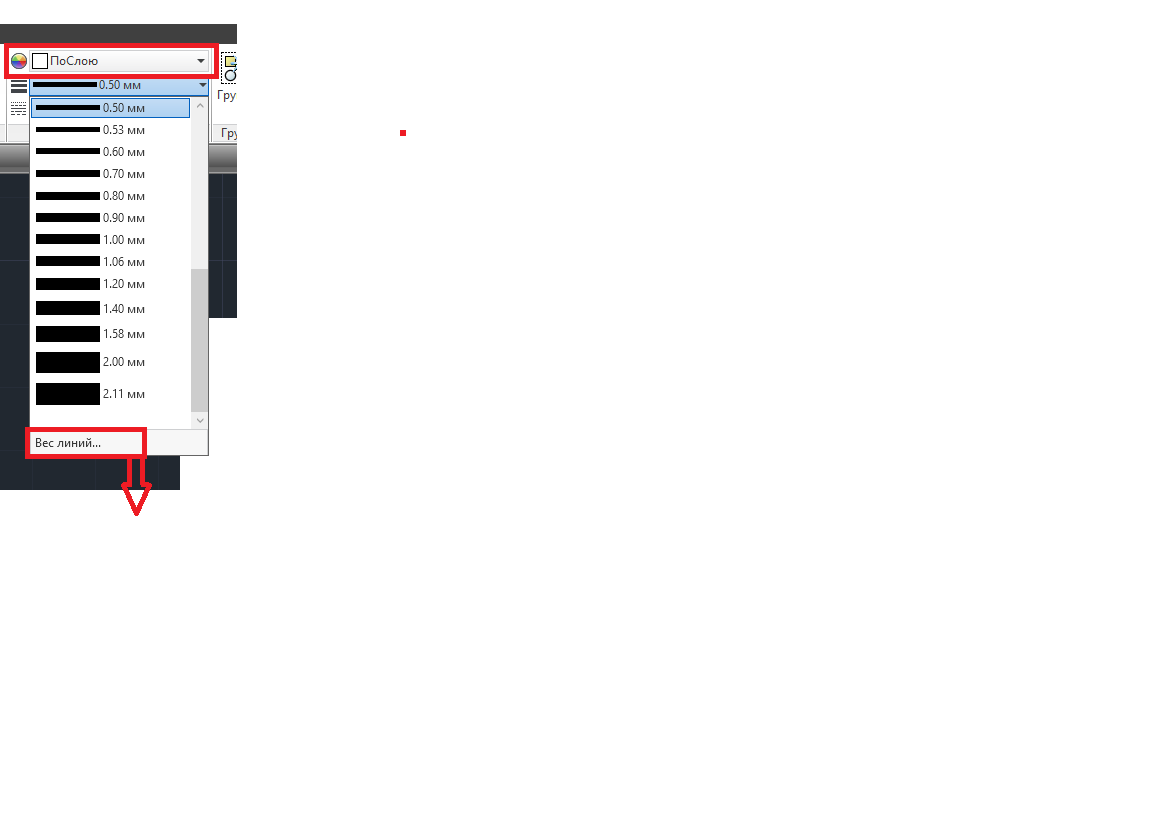 ПоСлою
0.50 мм
Гру
0.50 мм
0.53 мм
Гру
0.60 мм
0.70 мм
0.80 мм
0.90 мм
1.00 мм
1.06 мм
1.20 мм
1.40 мм
1.58 мм
2.00 мм
2.11 мм
Вес линий...